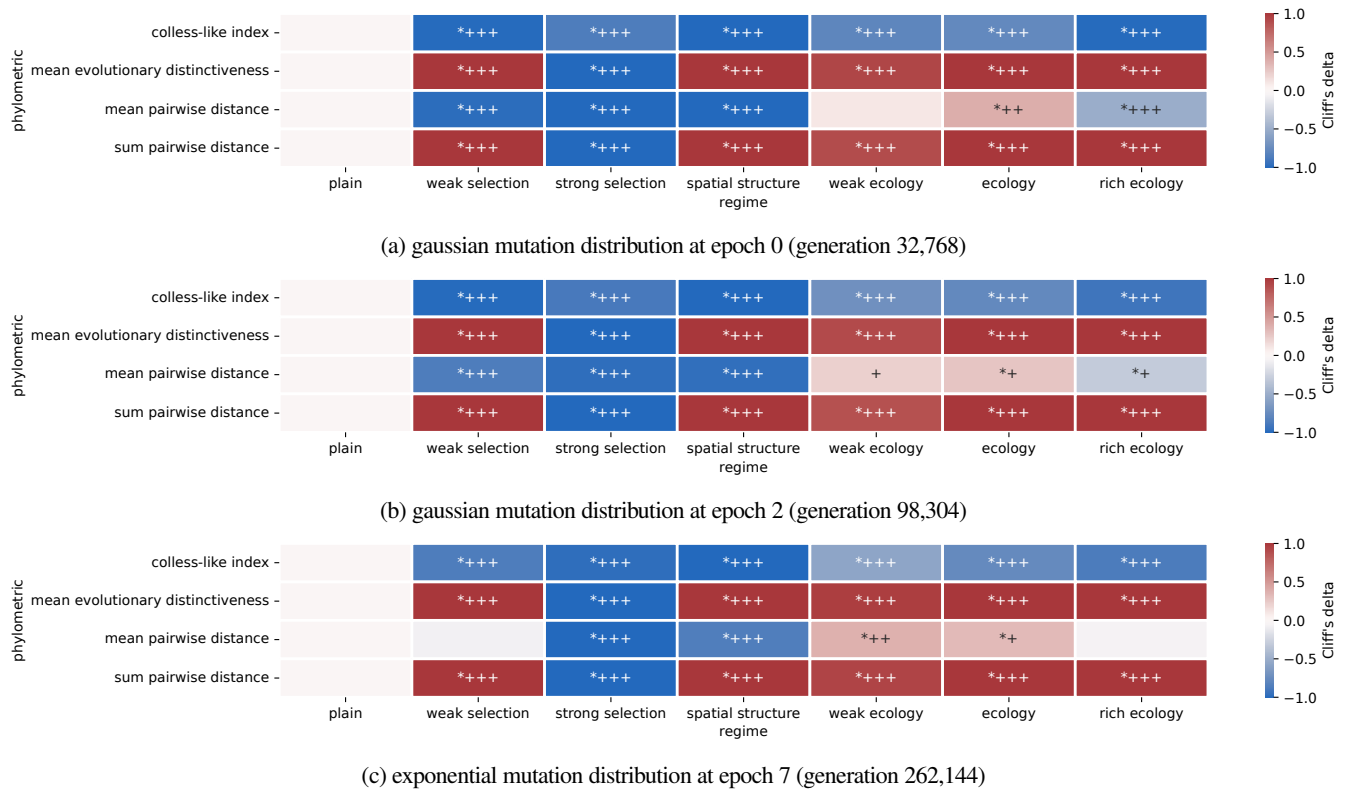 phylometric
colless-like index
*+++ *+++ *+++ *+++ *+++ *+++
mean evolutionary distinctiveness
*+++ *+++ *+++ *+++ *+++ *+++
mean pairwise distance
*+++ *+++ *+++ *++ *+++
sum pairwise distance
*+++ *+++ *+++ *+++ *+++ *+++
plain weak selection strong selection spatial structure weak ecology ecology rich ecology
regime
1.0
0.5
0.0
−0.5
−1.0
Cliff's delta
(a) gaussian mutation distribution at epoch 0 (generation 32,768)
phylometric
colless-like index
*+++ *+++ *+++ *+++ *+++ *+++
mean evolutionary distinctiveness
*+++ *+++ *+++ *+++ *+++ *+++
mean pairwise distance
*+++ *+++ *+++ + *+ *+
sum pairwise distance
*+++ *+++ *+++ *+++ *+++ *+++
plain weak selection strong selection spatial structure weak ecology ecology rich ecology
regime
1.0
0.5
0.0
−0.5
−1.0
Cliff's delta
(b) gaussian mutation distribution at epoch 2 (generation 98,304)
phylometric
colless-like index
*+++ *+++ *+++ *+++ *+++ *+++
mean evolutionary distinctiveness
*+++ *+++ *+++ *+++ *+++ *+++
mean pairwise distance
*+++ *+++ *++ *+
sum pairwise distance
*+++ *+++ *+++ *+++ *+++ *+++
plain weak selection strong selection spatial structure weak ecology ecology rich ecology
regime
1.0
0.5
0.0
−0.5
−1.0
Cliff's delta
(c) exponential mutation distribution at epoch 7 (generation 262,144)